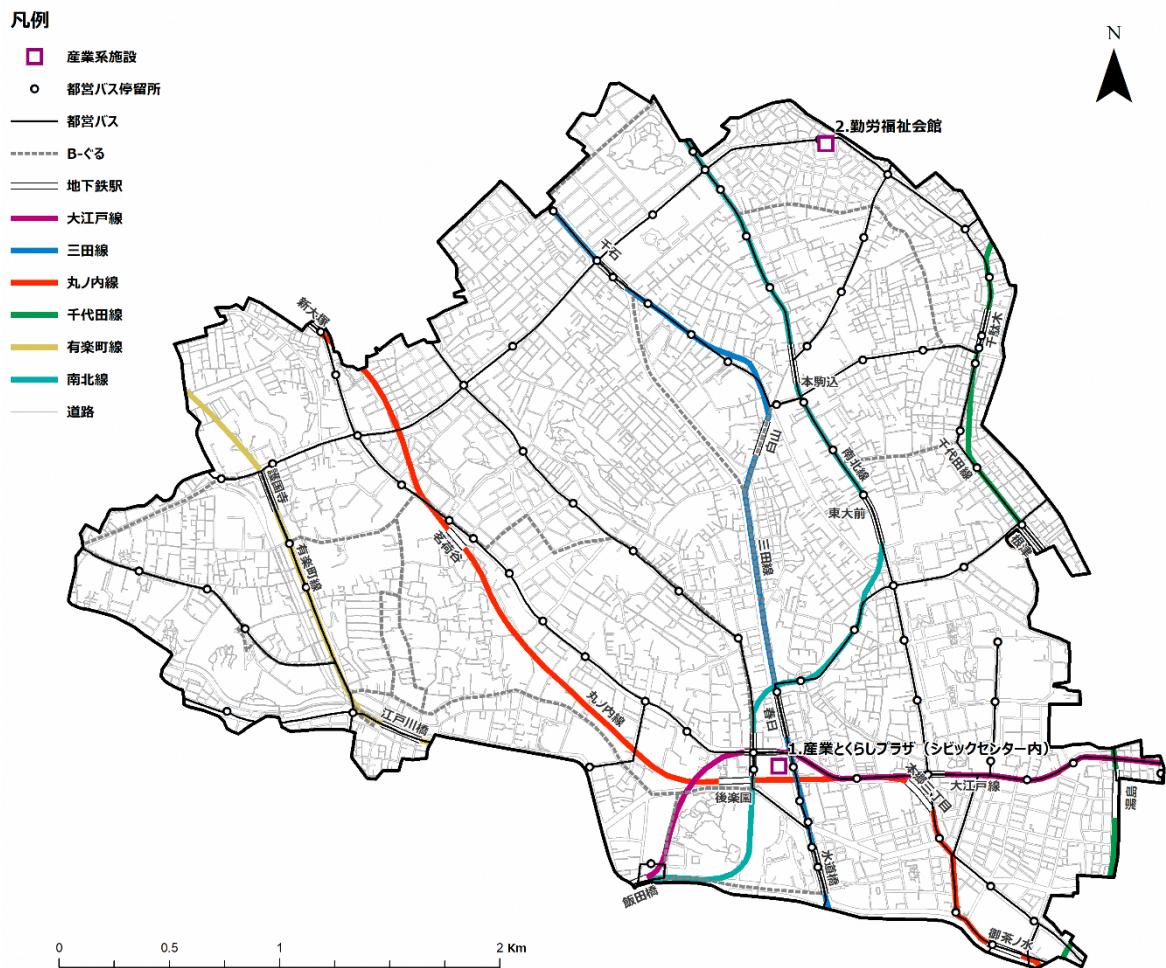 凡例
産業系施設
都営バス停留所
都営バス
B-ぐる
地下鉄駅
大江戸線
三田線
丸ノ内線
千代田線
有楽町線
南北線
道路
N
2.勤労福祉会館
千石
新大塚
千駄木
本駒込
白山
南北線
千代田線
護国寺
東大前
根津
茗荷谷
三田線
有楽町線
丸ノ内線
春日
江戸川橋
1.産業とくらしプラザ（シビックセンター内）
本郷三丁目
大江戸線
湯島
後楽園
水道橋
飯田橋
御茶ノ水
0 0.5 1 2 Km